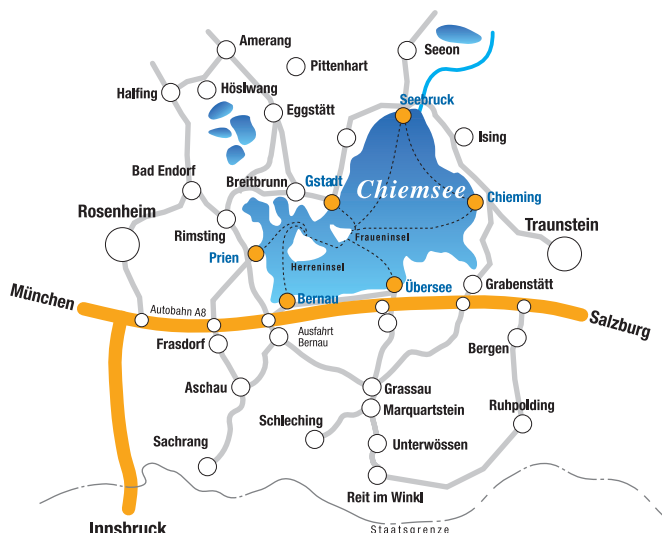 Amerang
Seeon
Pittenhart
Halfing
Höslwang
Seebruck
Eggstätt
Ising
Bad Endorf
Breitbrunn
Gstadt
Chiemsee
Chieming
Rosenheim
Rimsting
Traunstein
Fraueninsel
Prien
Herreninsel
Übersee
Grabenstätt
München
Bernau
Autobahn A8
Salzburg
Frasdorf
Ausfahrt
Bernau
Bergen
Aschau
Grassau
Marquartstein
Ruhpolding
Schleching
Sachrang
Unterwössen
Reit im Winkl
Innsbruck
Staatsgrenze